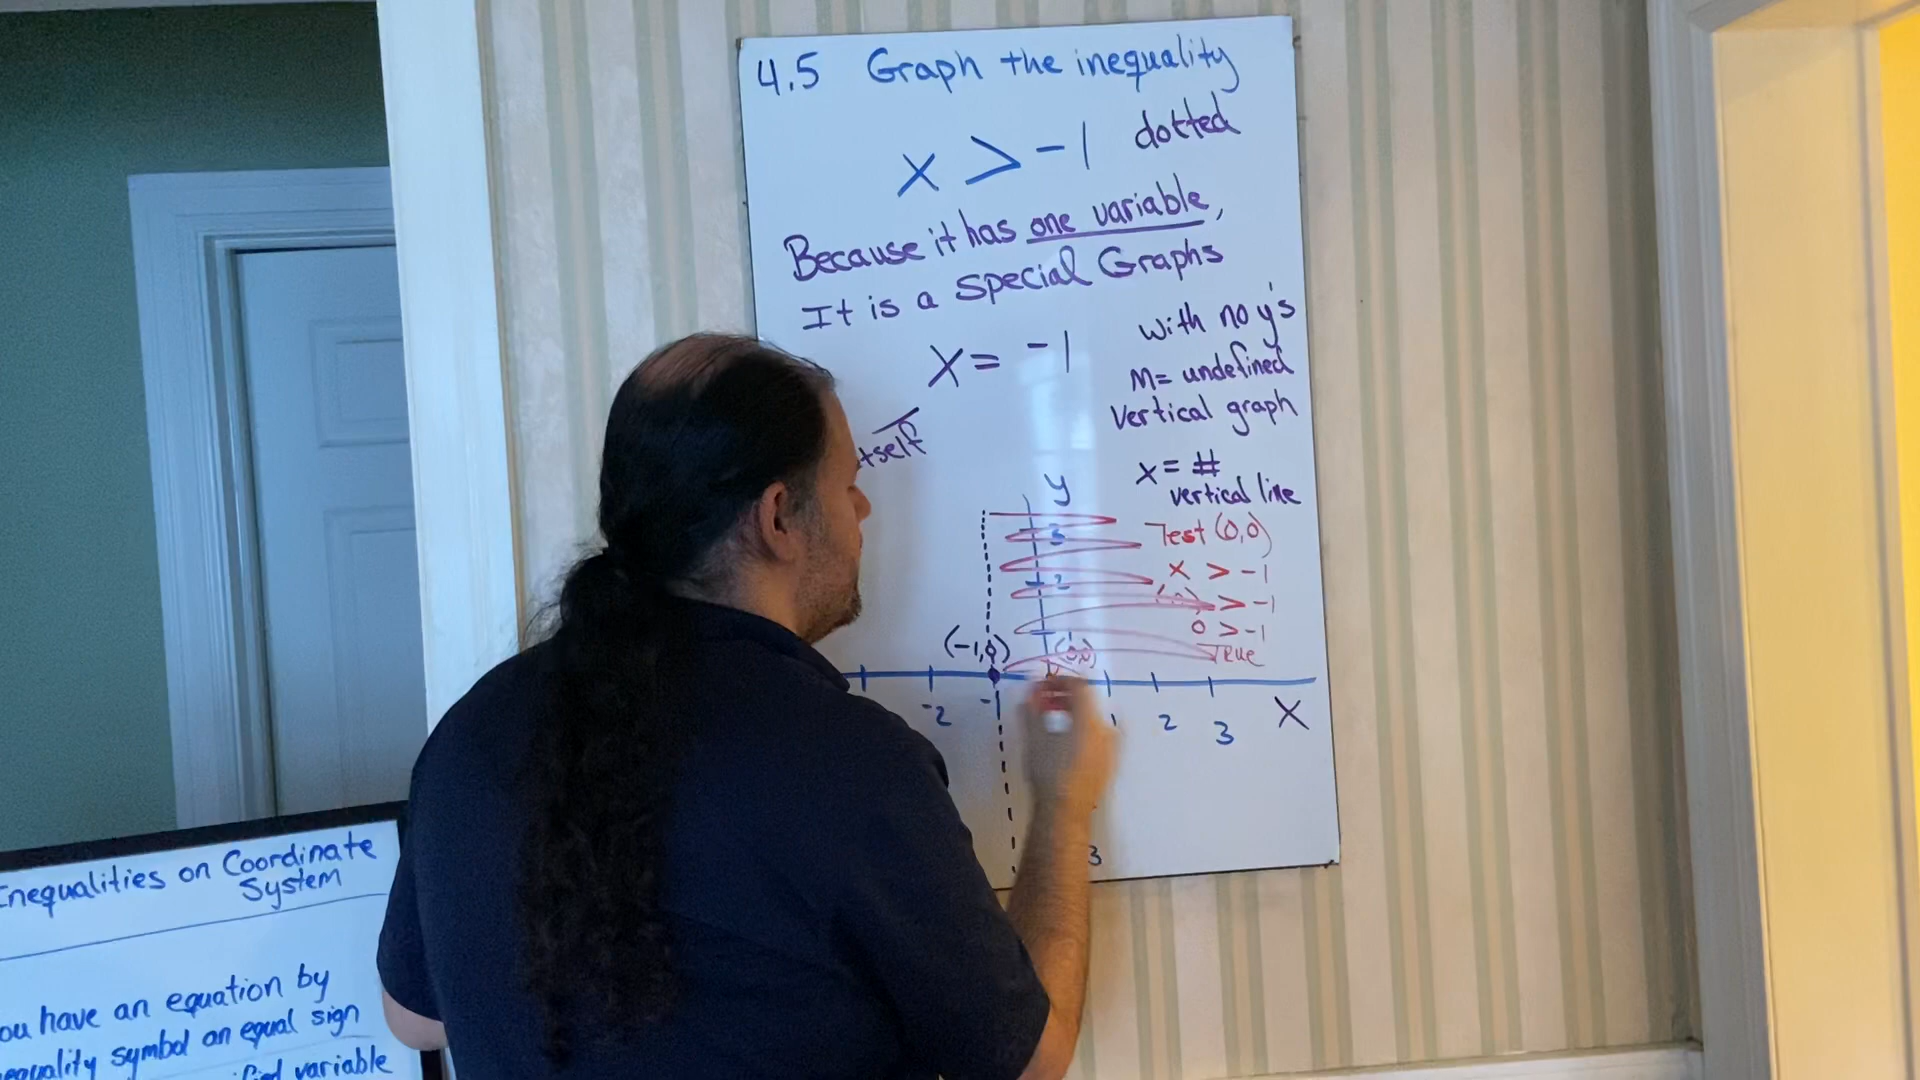 4.5 Graph the inequality
x > -1 dotted
Because it has one variable,
It is a special Graphs
x = -1
with no y's
m = undefined
vertical graph
x = #
vertical line
y
3
2
Test (0,0)
x > -1
> -1
0 > -1
True
(-1,0)
(0,0)
-2 -1 1 2 3 X
3
Inequalities on Coordinate
System
have an equation by
symbol an equal sign
variable